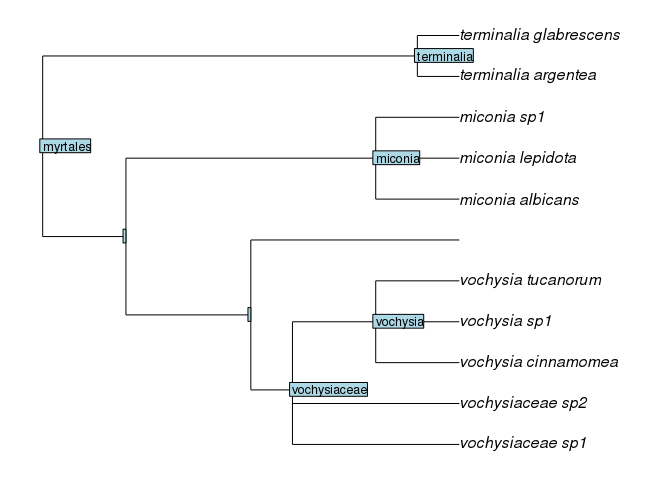 terminalia glabrescens
terminalia
terminalia argentea
miconia sp1
myrtales
miconia
miconia lepidota
miconia albicans
vochysia tucanorum
vochysia
vochysia sp1
vochysia cinnamomea
vochysiaceae
vochysiaceae sp2
vochysiaceae sp1